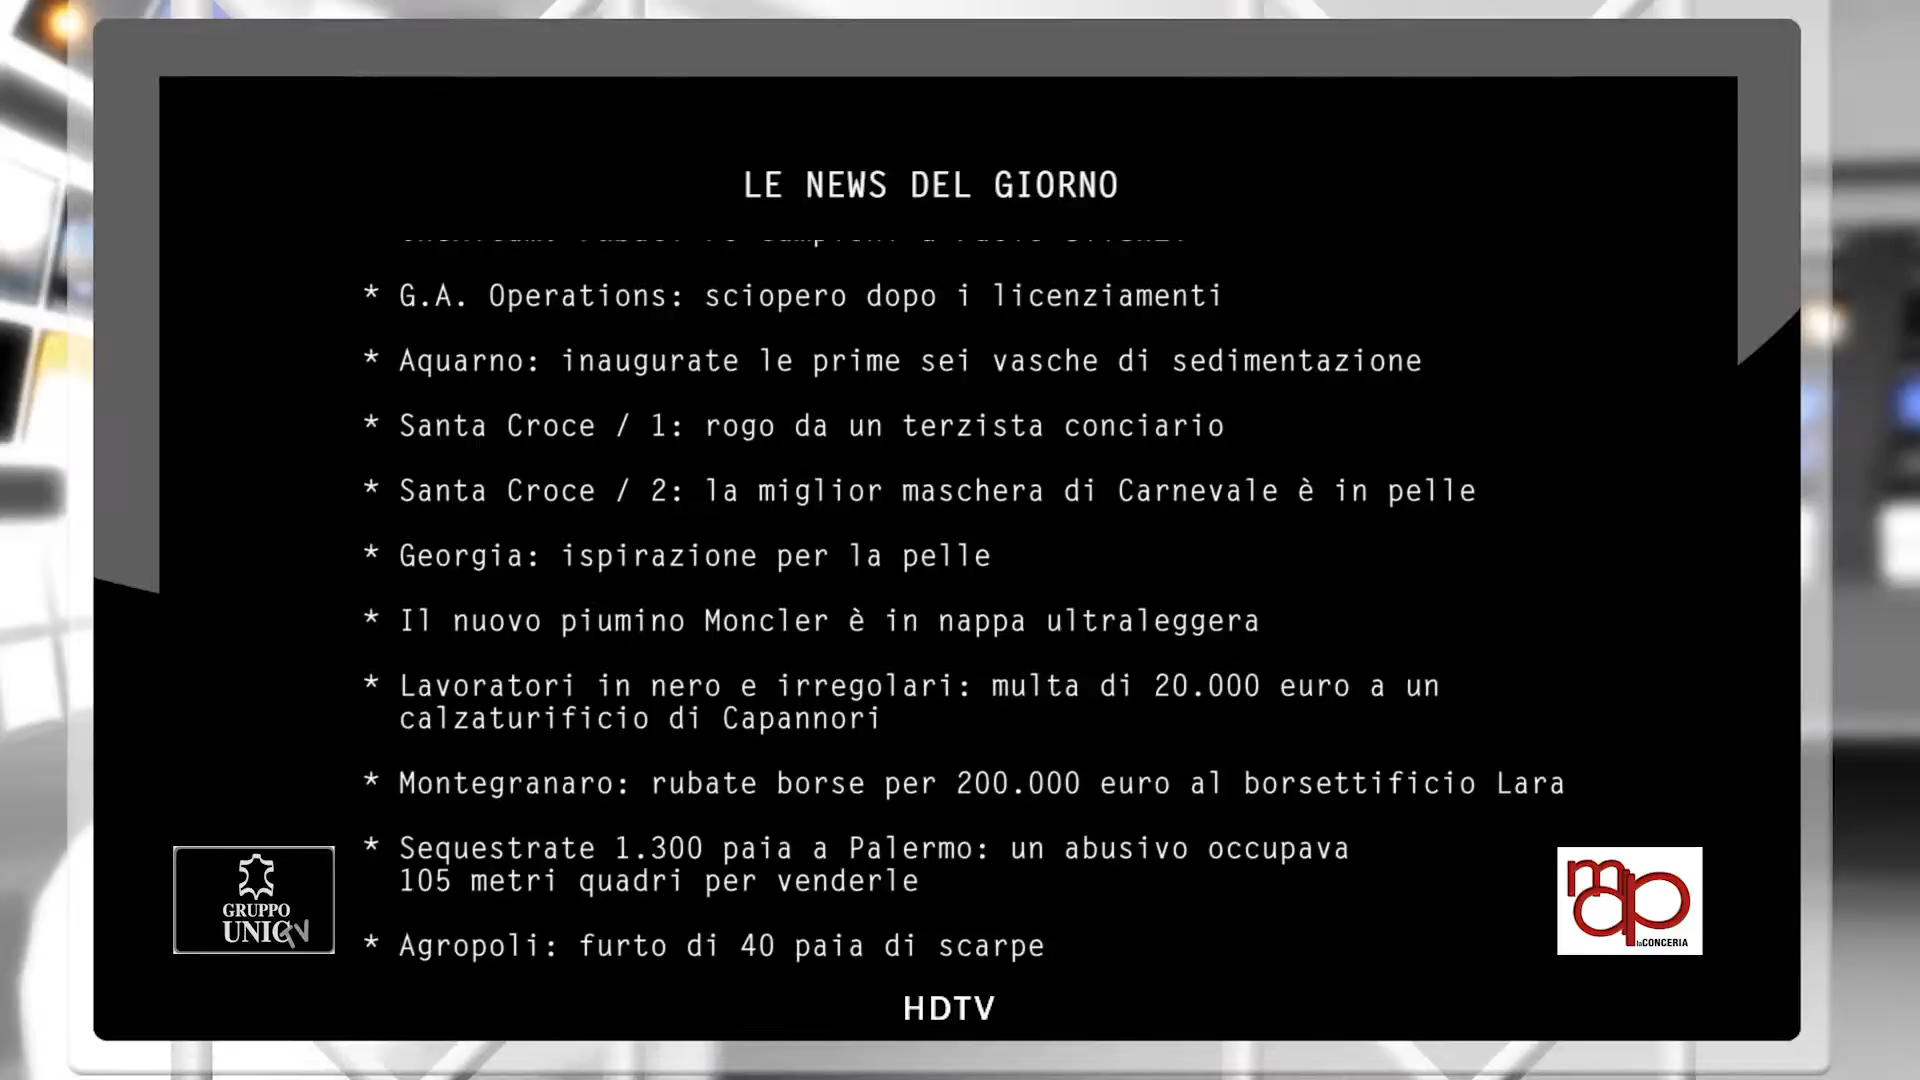 LE NEWS DEL GIORNO
* G.A. Operations: sciopero dopo i licenziamenti
* Aquarno: inaugurate le prime sei vasche di sedimentazione
* Santa Croce / 1: rogo da un terzista conciario
* Santa Croce / 2: la miglior maschera di Carnevale è in pelle
* Georgia: ispirazione per la pelle
* Il nuovo piumino Moncler è in nappa ultraleggera
* Lavoratori in nero e irregolari: multa di 20.000 euro a un
calzaturificio di Capannori
* Montegranaro: rubate borse per 200.000 euro al borsettificio Lara
* Sequestrate 1.300 paia a Palermo: un abusivo occupava
105 metri quadri per venderle
* Agropoli: furto di 40 paia di scarpe
GRUPPO
UNIC TV
map
laCONCERIA
HDTV